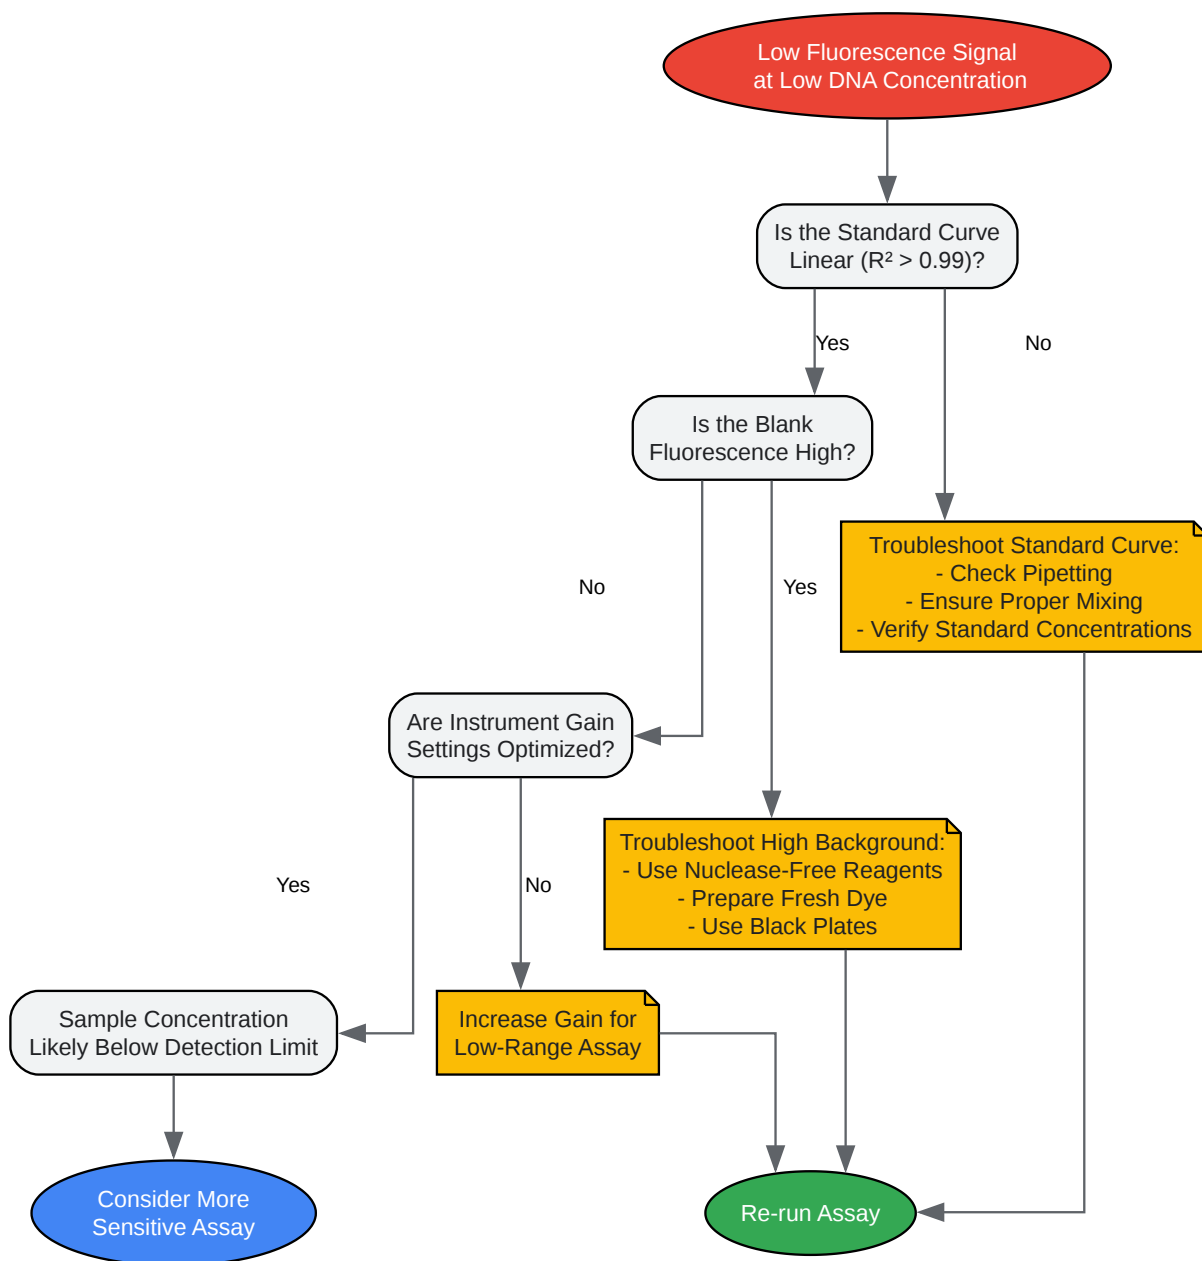 Low Fluorescence Signal
at Low DNA Concentration
Is the Standard Curve
Linear (R² > 0.99)?
Yes
No
Is the Blank
Fluorescence High?
Troubleshoot Standard Curve:
- Check Pipetting
- Ensure Proper Mixing
- Verify Standard Concentrations
No
Yes
Are Instrument Gain
Settings Optimized?
Troubleshoot High Background:
- Use Nuclease-Free Reagents
- Prepare Fresh Dye
- Use Black Plates
Yes
No
Sample Concentration
Likely Below Detection Limit
Increase Gain for
Low-Range Assay
Consider More
Sensitive Assay
Re-run Assay